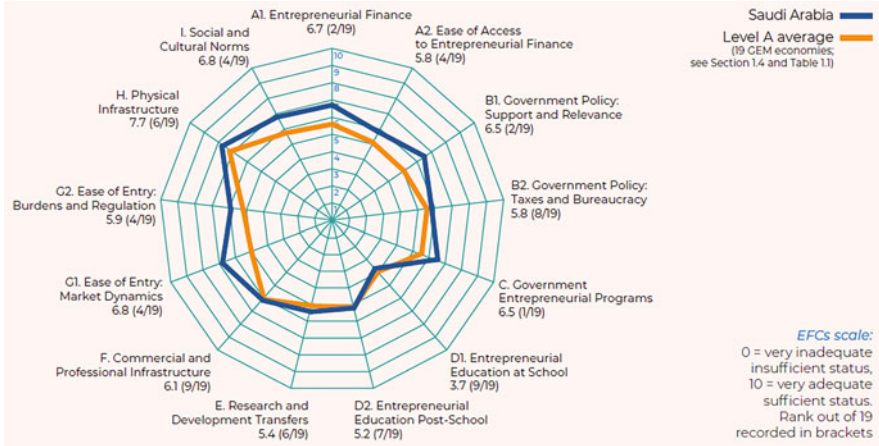 A1. Entrepreneurial Finance
6.7 (2/19)
A2. Ease of Access
to Entrepreneurial Finance
5.8 (4/19)
B1. Government Policy:
Support and Relevance
6.5 (2/19)
B2. Government Policy:
Taxes and Bureaucracy
5.8 (8/19)
C. Government
Entrepreneurial Programs
6.5 (1/19)
D1. Entrepreneurial
Education at School
3.7 (9/19)
D2. Entrepreneurial
Education Post-School
5.2 (7/19)
E. Research and
Development Transfers
5.4 (6/19)
F. Commercial and
Professional Infrastructure
6.1 (9/19)
G1. Ease of Entry:
Market Dynamics
6.8 (4/19)
G2. Ease of Entry:
Burdens and Regulation
5.9 (4/19)
H. Physical
Infrastructure
7.7 (6/19)
I. Social and
Cultural Norms
6.8 (4/19)
10
9
8
5
4
3
2
1
Saudi Arabia
Level A average
(19 GEM economies;
see Section 1.4 and Table 1.1)
EFCs scale:
0 = very inadequate
insufficient status,
10 = very adequate
sufficient status.
Rank out of 19
recorded in brackets